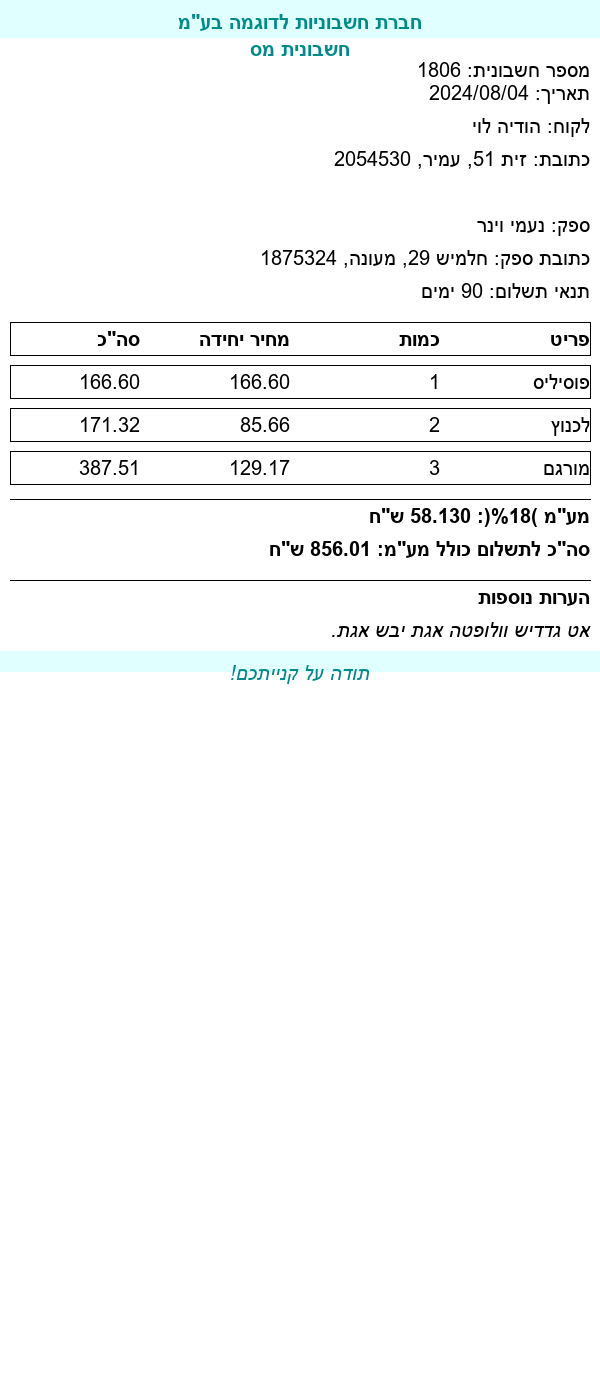 חברת חשבוניות לדוגמה בע"מ
חשבונית מס
מספר חשבונית: 1806
תאריך: 2024/08/04
לקוח: הודיה לוי
כתובת: זית 51, עמיר, 2054530
ספק: נעמי וינר
כתובת ספק: חלמיש 29, מעונה, 1875324
תנאי תשלום: 90 ימים
פריט כמות מחיר יחידה סה"כ
פוסיליס 1 166.60 166.60
לכנוץ 2 85.66 171.32
מורגם 3 129.17 387.51
מע"מ )18%(: 58.130 ש"ח
סה"כ לתשלום כולל מע"מ: 856.01 ש"ח
הערות נוספות
אט גדדיש וולופטה אגת יבש אגת.
תודה על קנייתכם!